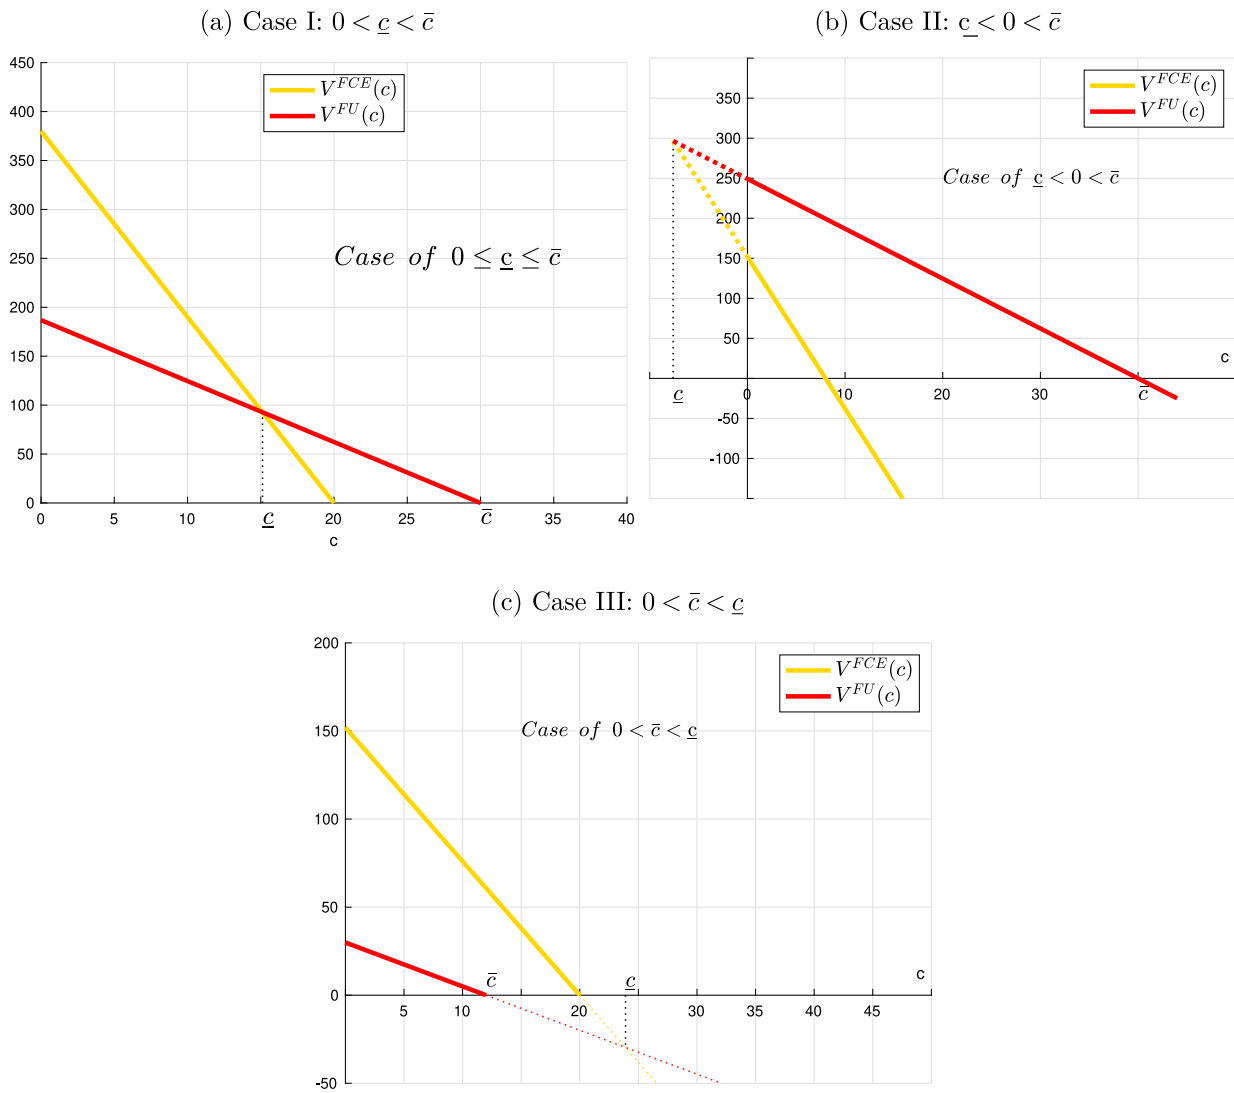 (a) Case I: 0 < c̲ < c̄
450
400
350
300
250
200
150
100
50
0
V^{FCE}(c)
V^{FU}(c)
Case of 0 ≤ c̲ ≤ c̄
0 5 10 c̲ 20 25 c̄ 35 40
c
(b) Case II: c̲ < 0 < c̄
350
300
250
200
150
100
50
-50
-100
V^{FCE}(c)
V^{FU}(c)
Case of c̲ < 0 < c̄
c
c̲ 0 10 20 30 c̄
(c) Case III: 0 < c̄ < c̲
200
150
100
50
0
-50
V^{FCE}(c)
V^{FU}(c)
Case of 0 < c̄ < c̲
c̄ c̲ c
5 10 20 30 35 40 45